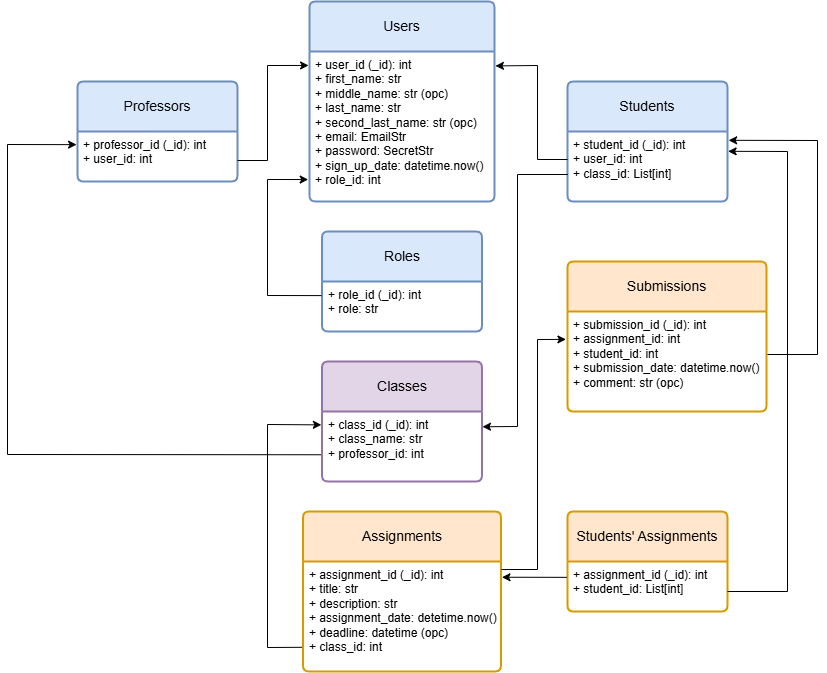 Users
+ user_id (_id): int
+ first_name: str
+ middle_name: str (opc)
+ last_name: str
+ second_last_name: str (opc)
+ email: EmailStr
+ password: SecretStr
+ sign_up_date: datetime.now()
+ role_id: int
Professors
+ professor_id (_id): int
+ user_id: int
Students
+ student_id (_id): int
+ user_id: int
+ class_id: List[int]
Roles
+ role_id (_id): int
+ role: str
Submissions
+ submission_id (_id): int
+ assignment_id: int
+ student_id: int
+ submission_date: datetime.now()
+ comment: str (opc)
Classes
+ class_id (_id): int
+ class_name: str
+ professor_id: int
Assignments
+ assignment_id (_id): int
+ title: str
+ description: str
+ assignment_date: detetime.now()
+ deadline: datetime (opc)
+ class_id: int
Students' Assignments
+ assignment_id (_id): int
+ student_id: List[int]